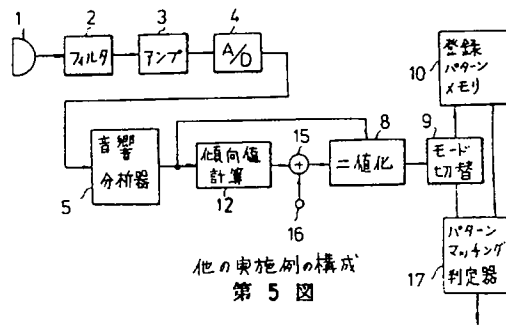 1
2
フィルタ
3
アンプ
4
A/D
音響
分析器
5
傾向値
計算
12
15
+
16
8
二値化
9
モード
切替
10
登録
パターン
メモリ
パターン
マッチング
判定器
17
他の実施例の構成
第 5 図